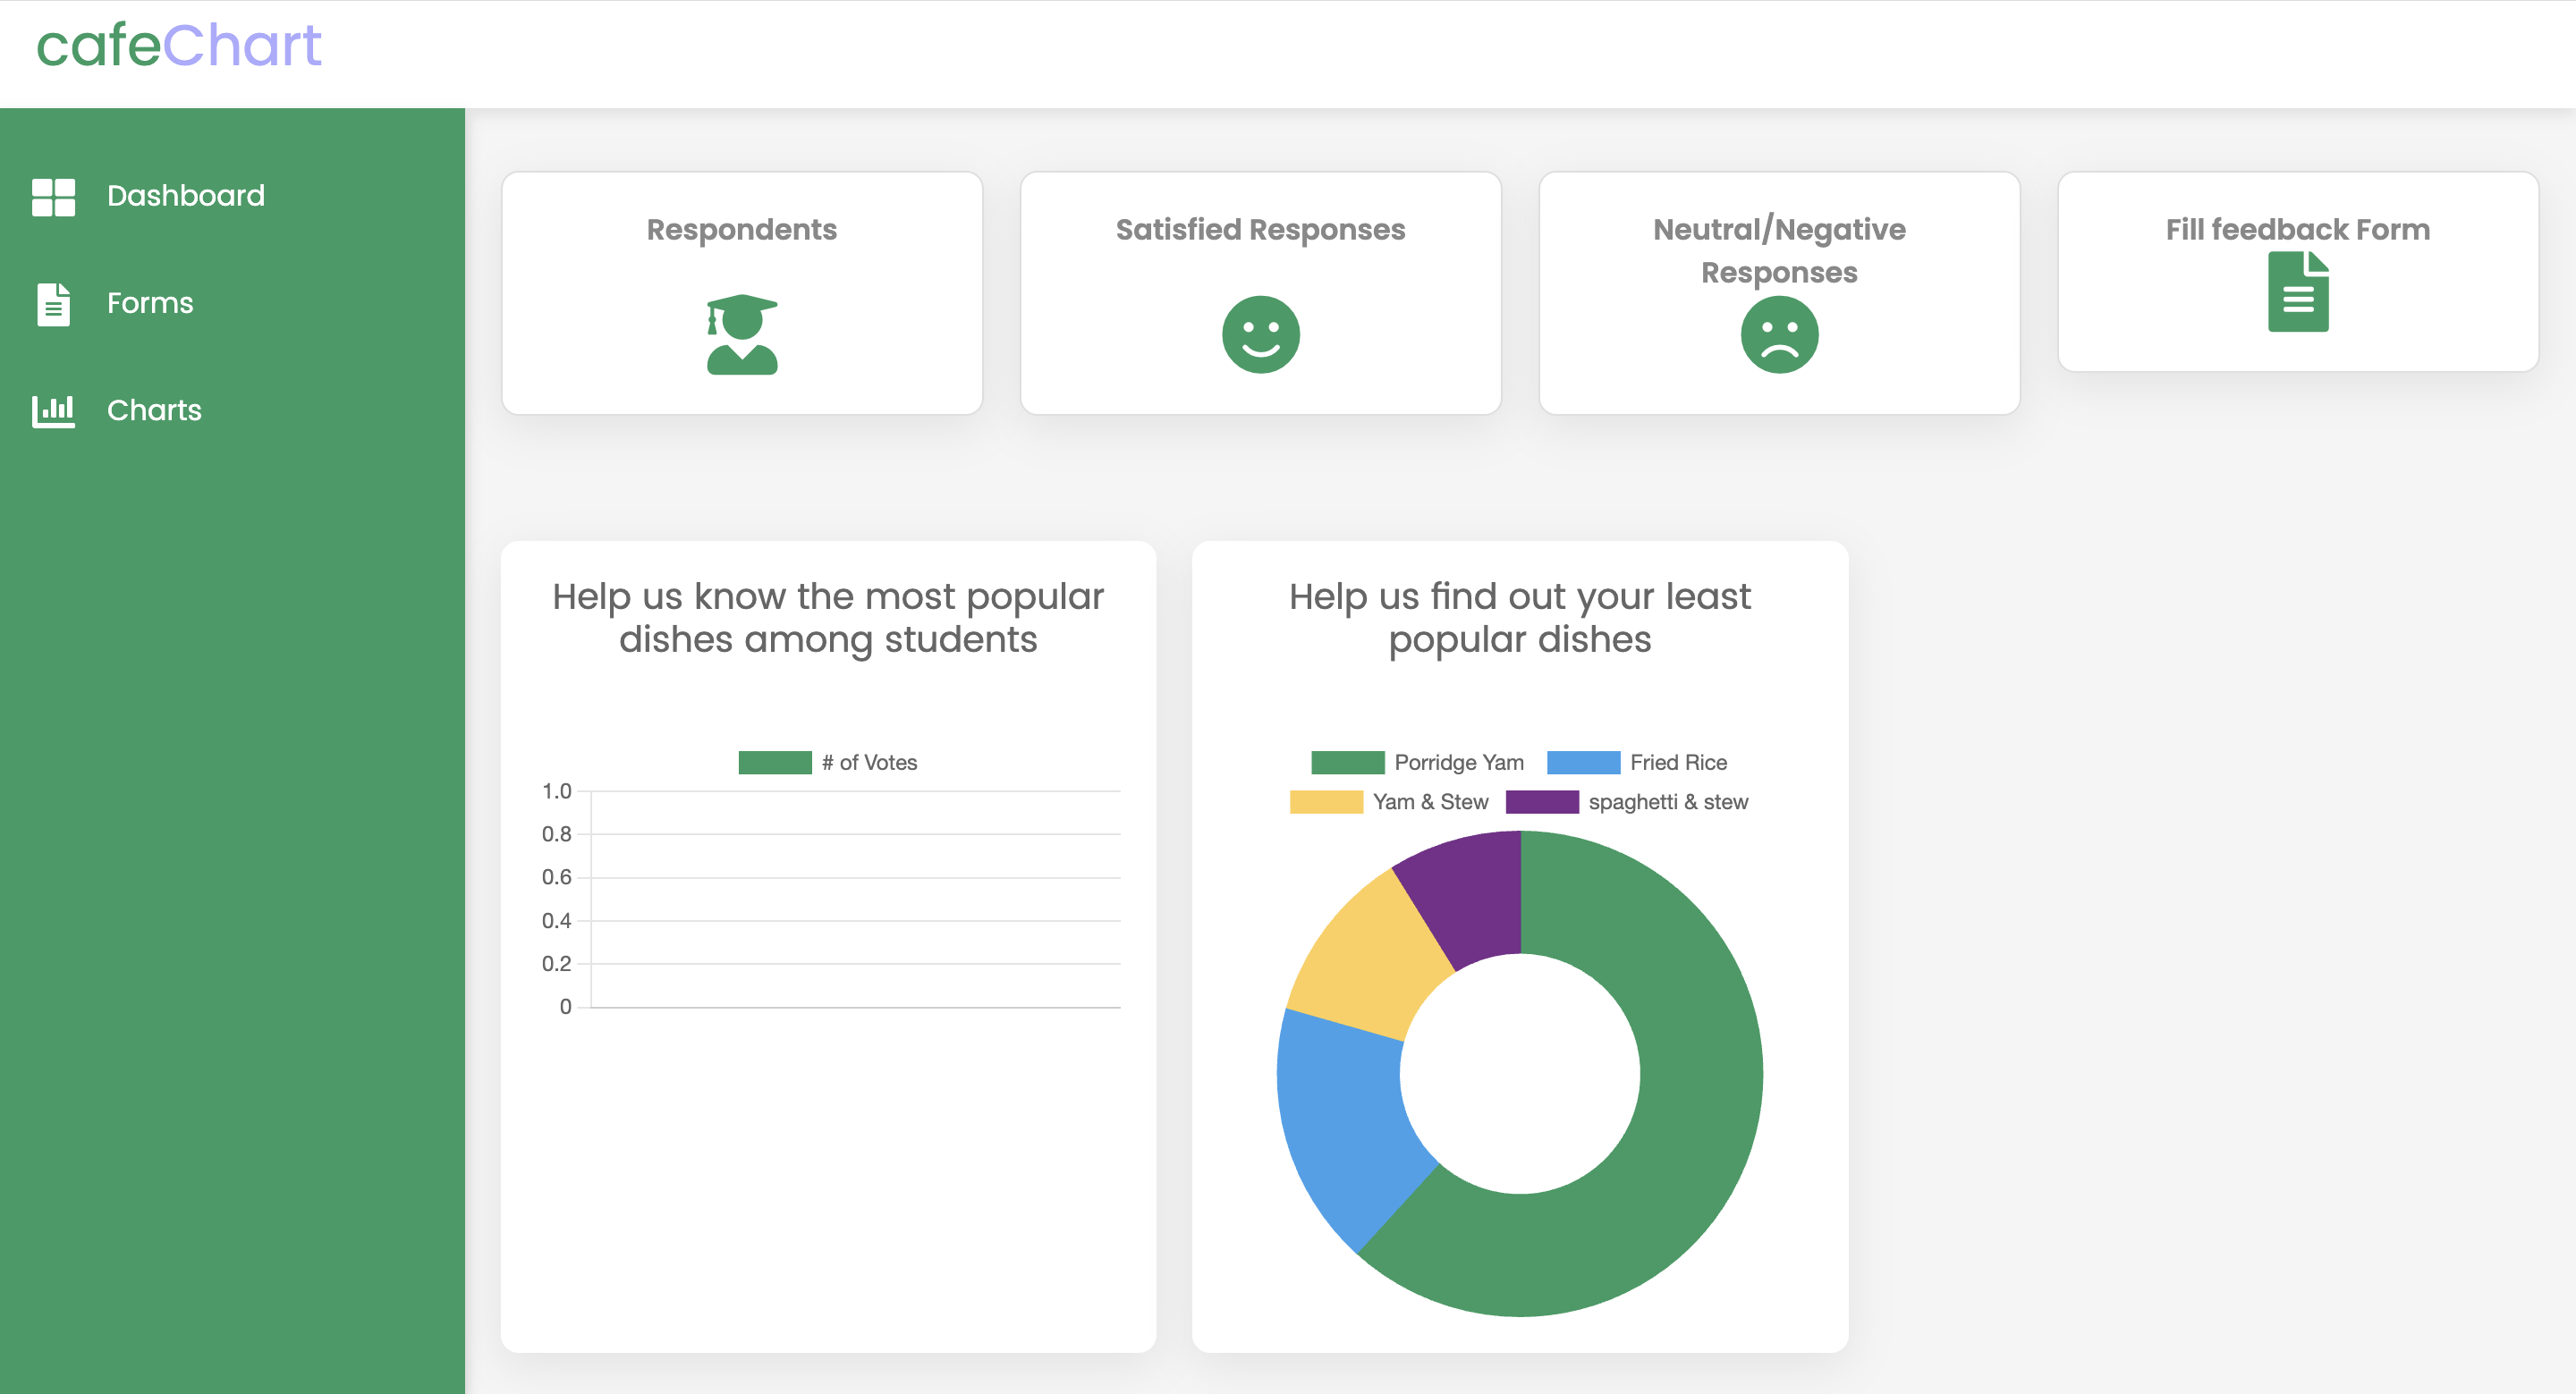 cafeChart
Dashboard
Forms
Charts
Respondents
Satisfied Responses
Neutral/Negative
Responses
Fill feedback Form
Help us know the most popular
dishes among students
# of Votes
1.0
0.8
0.6
0.4
0.2
0
Help us find out your least
popular dishes
Porridge Yam
Fried Rice
Yam & Stew
spaghetti & stew